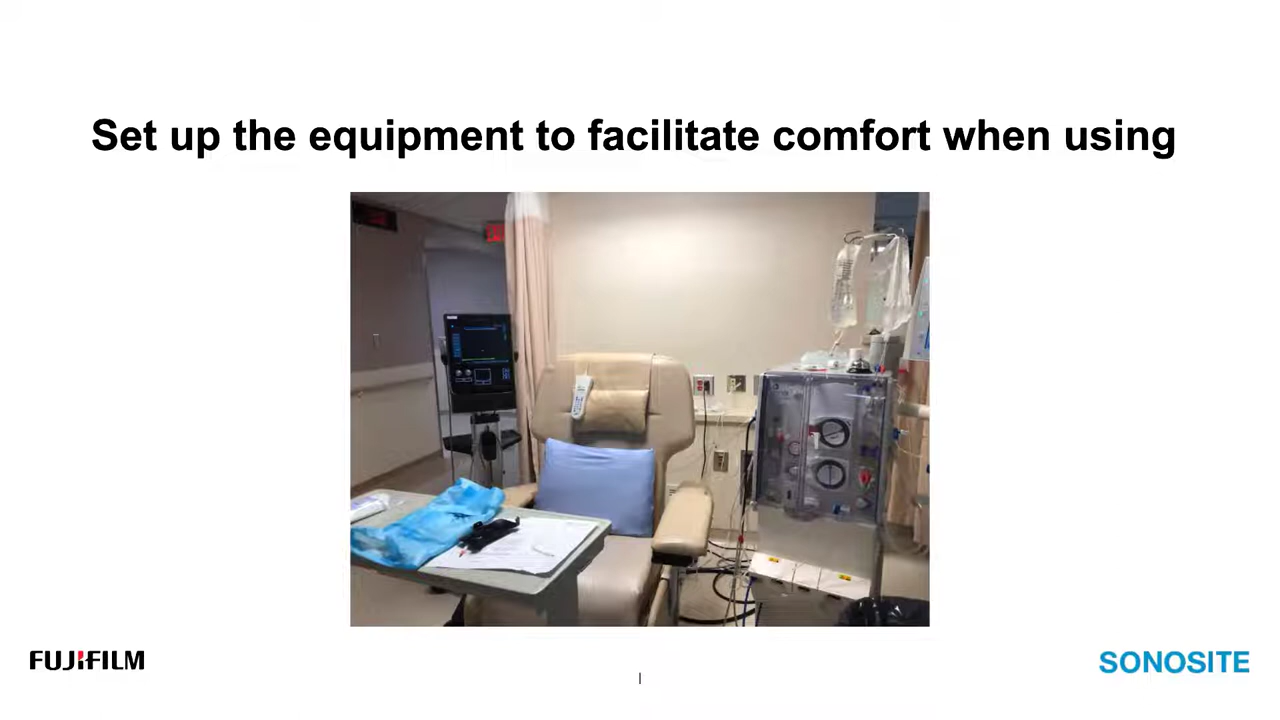 Set up the equipment to facilitate comfort when using
FUJIFILM
SONOSITE